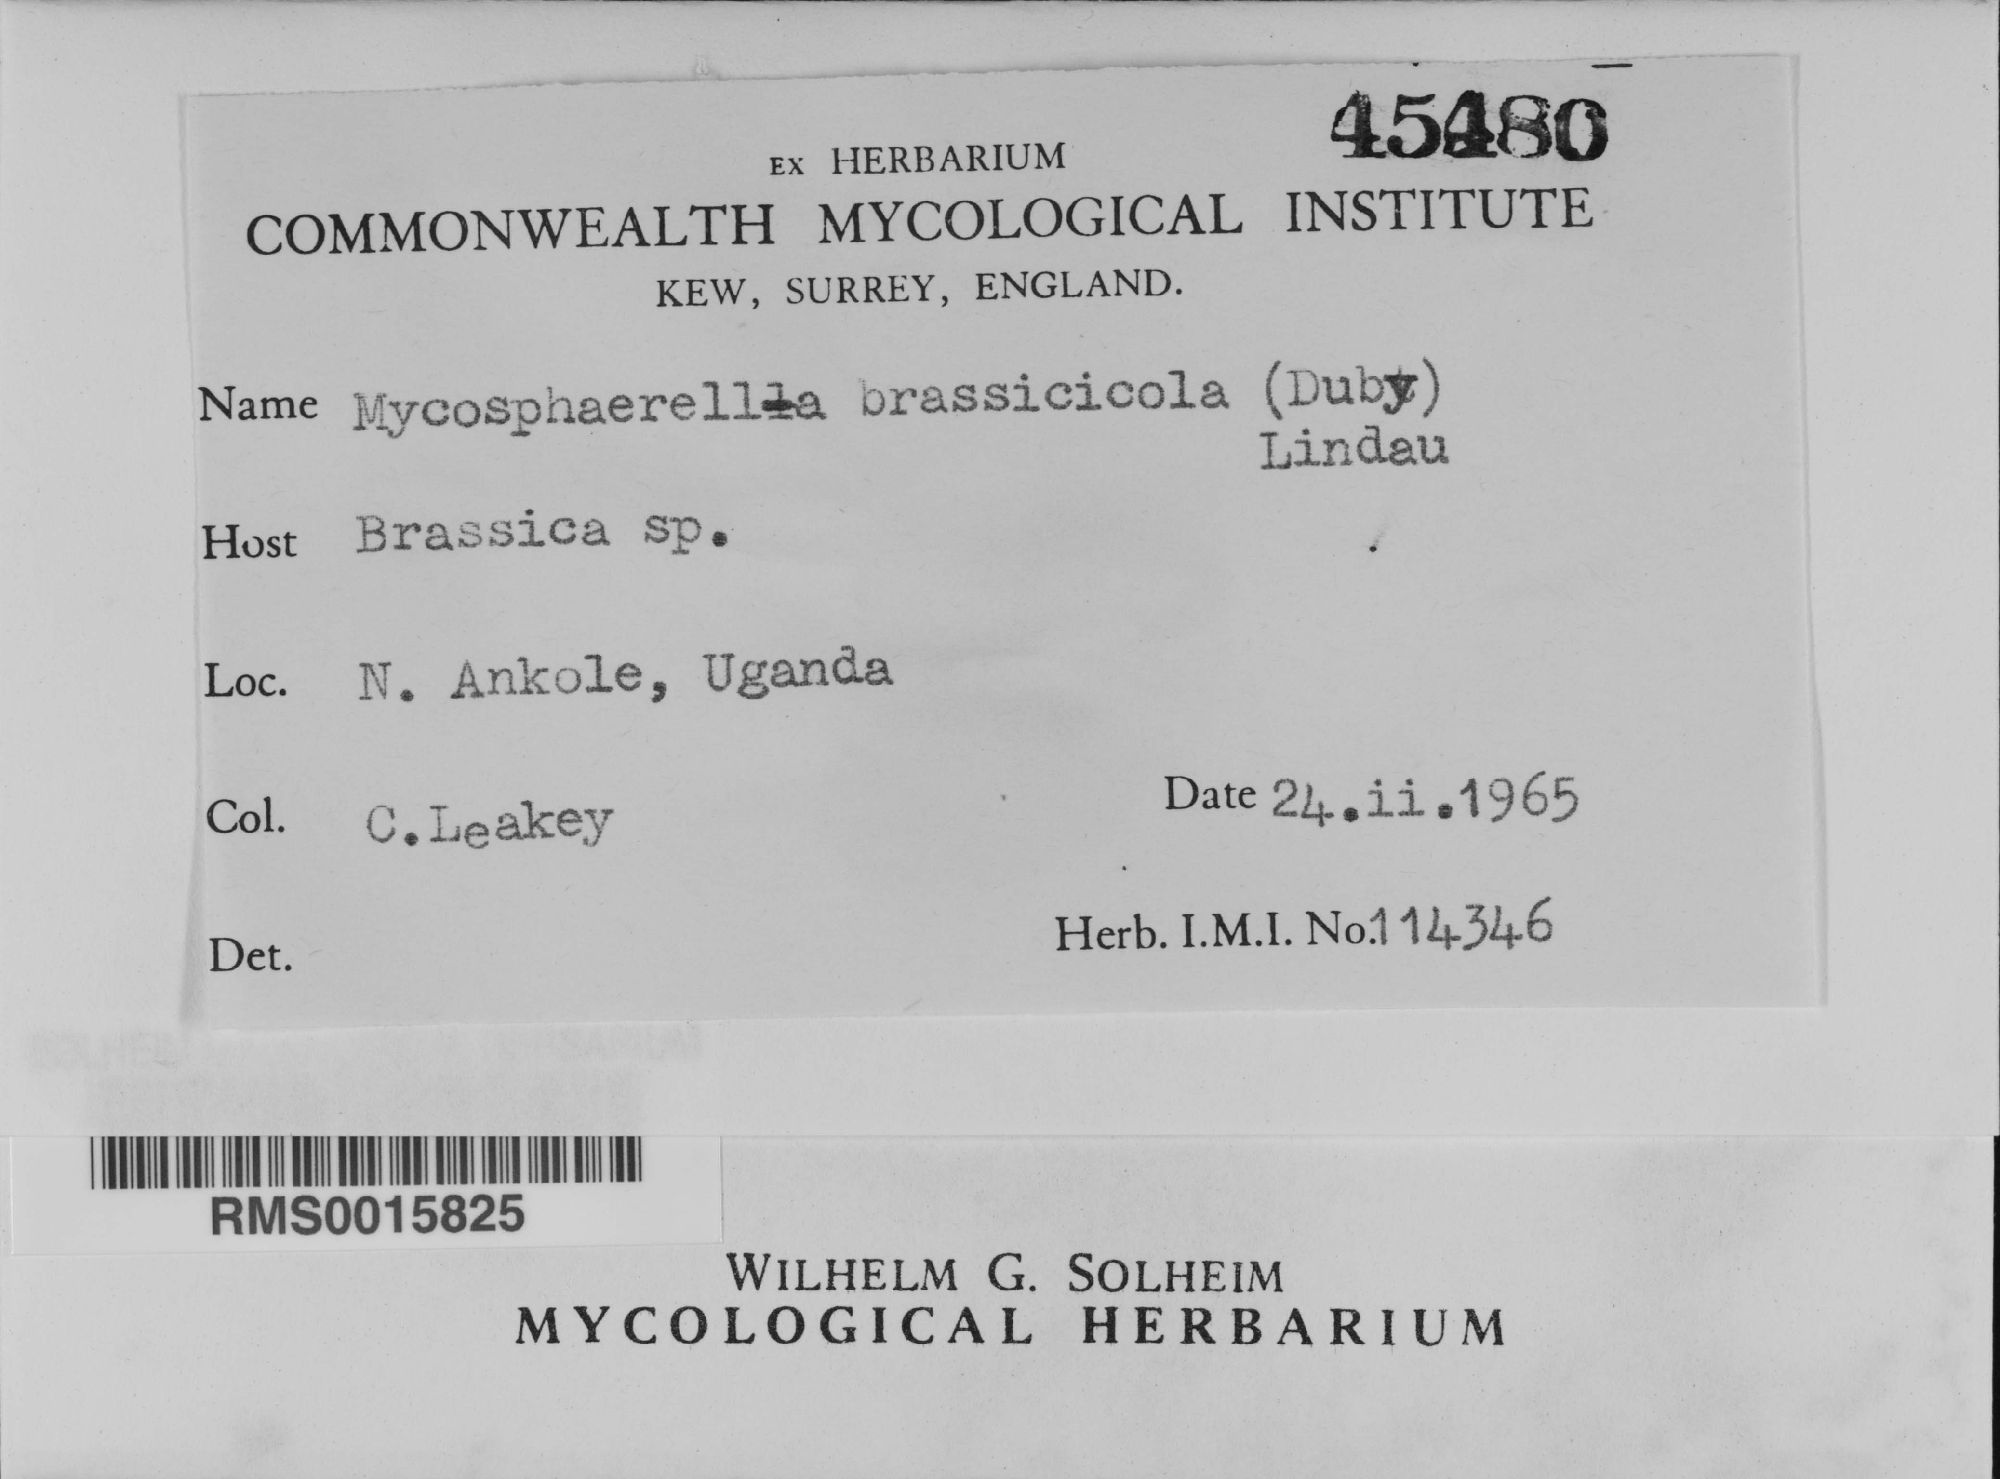 45480
EX HERBARIUM
COMMONWEALTH MYCOLOGICAL INSTITUTE
KEW, SURREY, ENGLAND.
Name Mycosphaerella brassicicola (Duby)
Lindau
Host Brassica sp.
Loc. N. Ankole, Uganda
Col. C.Leakey
Date 24.ii.1965
Det.
Herb. I.M.I. No.114346
RMS0015825
WILHELM G. SOLHEIM
MYCOLOGICAL HERBARIUM